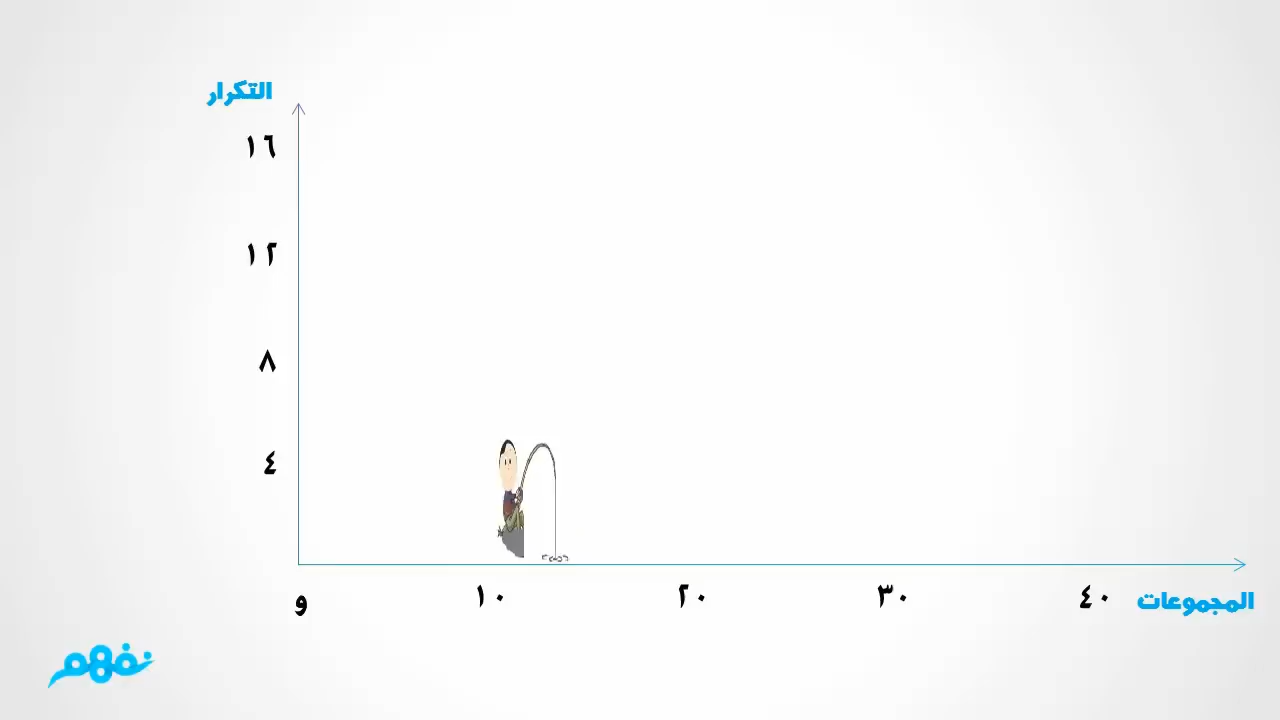 التكرار
١٦
١٢
٨
٤
و ١٠ ٢٠ ٣٠ ٤٠ المجموعات
نفهم